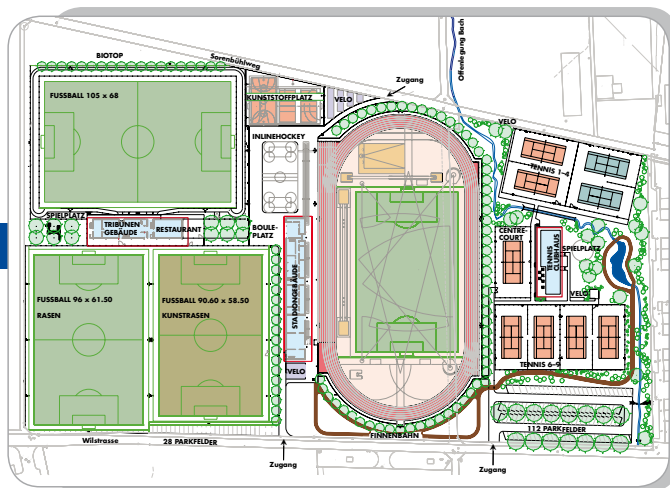 BIOTOP
Sorenbühlweg
Offenlegung Bach
Zugang
FUSSBALL 105 x 68
KUNSTSTOFFPLATZ
VELO
VELO
INLINEHOCKEY
TENNIS 1-4
SPIELPLATZ
TRIBÜNEN
GEBÄUDE
RESTAURANT
BOULE-
PLATZ
CENTRE-
COURT
TENNIS
CLUBHAUS
SPIELPLATZ
STADIONGEBÄUDE
FUSSBALL 96 x 61.50
RASEN
FUSSBALL 90.60 x 58.50
KUNSTRASEN
VELO
VELO
TENNIS 6-9
112 PARKFELDER
FINNENBAHN
Wilstrasse
28 PARKFELDER
Zugang
Zugang